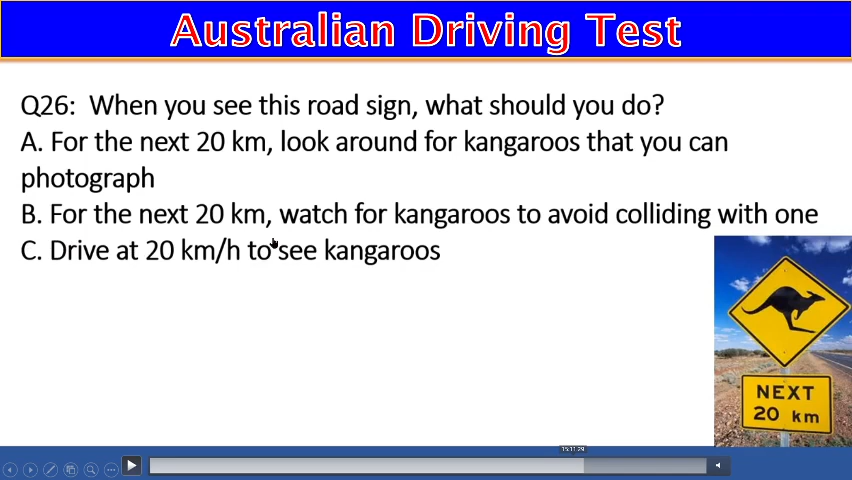 Australian Driving Test
Q26: When you see this road sign, what should you do?
A. For the next 20 km, look around for kangaroos that you can
photograph
B. For the next 20 km, watch for kangaroos to avoid colliding with one
C. Drive at 20 km/h to see kangaroos
NEXT
20 km